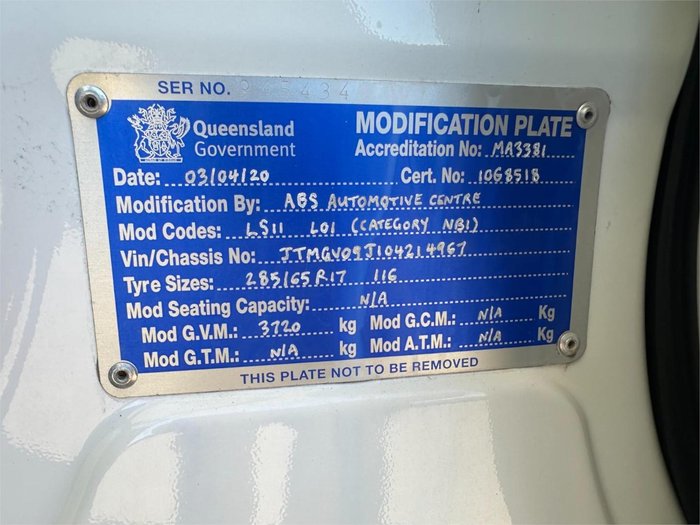 SER NO.
Queensland Government
MODIFICATION PLATE
Accreditation No: MA3381
Date: 03/04/20 Cert. No: 1068518
Modification By: ABS AUTOMOTIVE CENTRE
Mod Codes: LS11 LO1 (CATEGORY NB1)
Vin/Chassis No: JTMGV09J104214967
Tyre Sizes: 285/65 R17 116
Mod Seating Capacity: N/A
Mod G.V.M.: 3720 kg Mod G.C.M.: N/A Kg
Mod G.T.M.: N/A kg Mod A.T.M.: N/A Kg
THIS PLATE NOT TO BE REMOVED